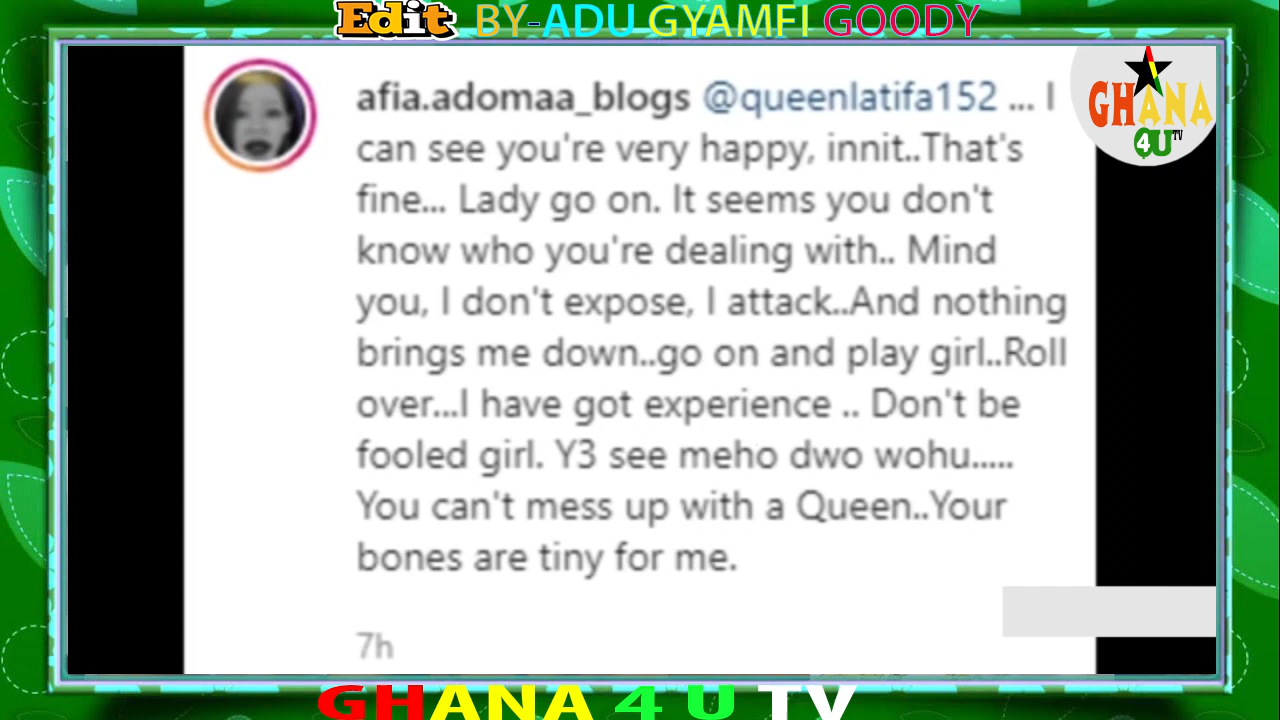 Edit BY-ADU GYAMFI GOODY
GHANA
4U TV
afia.adomaa_blogs @queenlatifa152 ... I
can see you're very happy, innit..That's
fine... Lady go on. It seems you don't
know who you're dealing with.. Mind
you, I don't expose, I attack..And nothing
brings me down..go on and play girl..Roll
over...I have got experience .. Don't be
fooled girl. Y3 see meho dwo wohu.....
You can't mess up with a Queen..Your
bones are tiny for me.
7h
GHANA 4 U TV